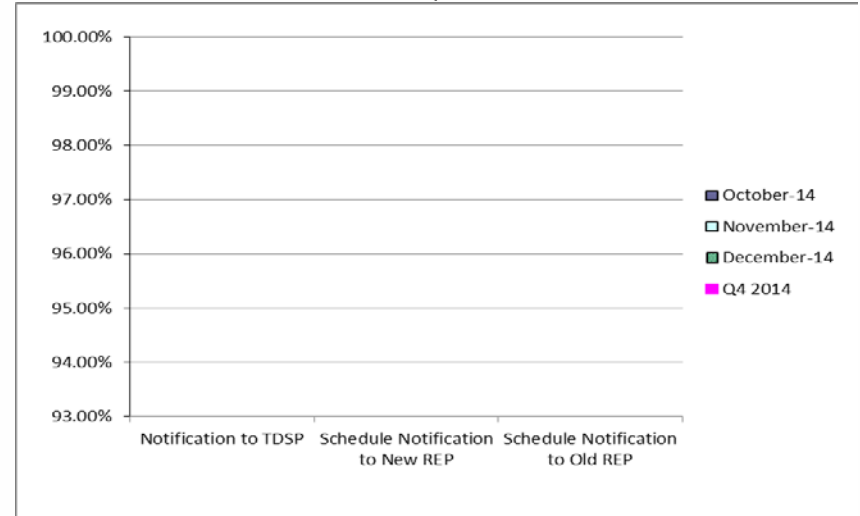 100.00%
99.00%
98.00%
97.00%
96.00%
95.00%
94.00%
93.00%
Notification to TDSP
Schedule Notification
to New REP
Schedule Notification
to Old REP
October-14
November-14
December-14
Q4 2014